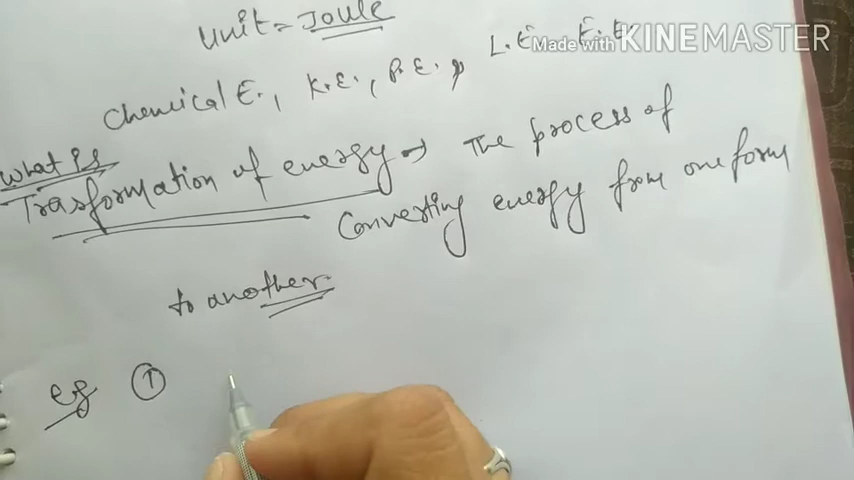 Unit = Joule
Made with KINEMASTER
Chemical E., K.E., P.E., L.E E.E
What is
Trasformation of energy → The process of
Converting energy from one form
to another.
eg ①